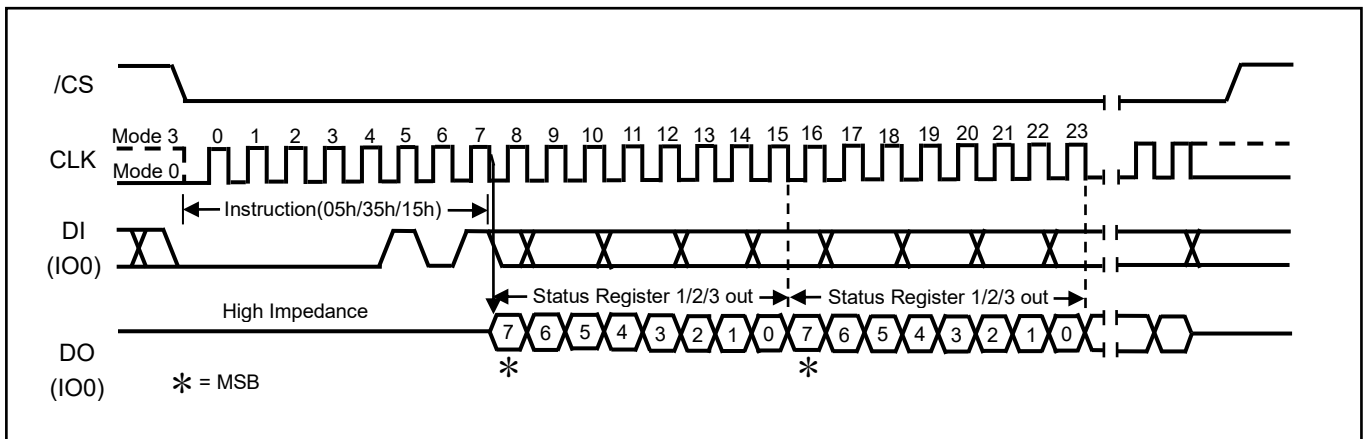 /CS
Mode 3 0 1 2 3 4 5 6 7 8 9 10 11 12 13 14 15 16 17 18 19 20 21 22 23
CLK
Mode 0
Instruction(05h/35h/15h)
DI
(IO0)
Status Register 1/2/3 out Status Register 1/2/3 out
High Impedance
7 6 5 4 3 2 1 0 7 6 5 4 3 2 1 0
DO
(IO0)
* *
* = MSB